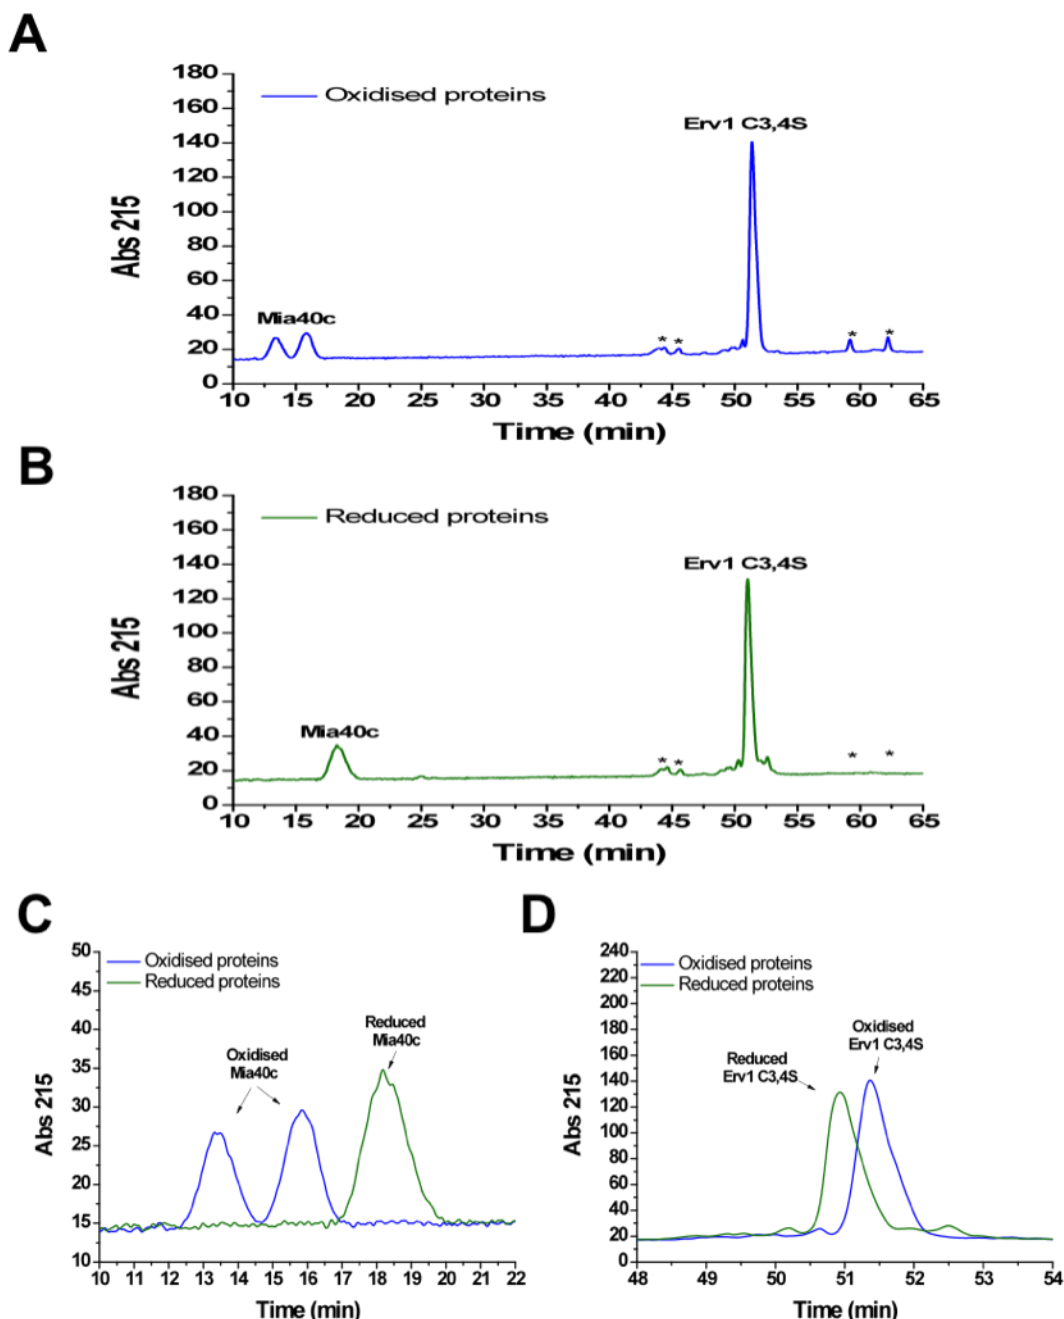 A
180
160
140
120
100
80
60
40
20
0
Abs 215
Oxidised proteins
Erv1 C3,4S
Mia40c
* * * *
10 15 20 25 30 35 40 45 50 55 60 65
Time (min)
B
180
160
140
120
100
80
60
40
20
0
Abs 215
Reduced proteins
Erv1 C3,4S
Mia40c
* * * *
10 15 20 25 30 35 40 45 50 55 60 65
Time (min)
C
50
45
40
35
30
25
20
15
10
Abs 215
Oxidised proteins
Reduced proteins
Reduced
Mia40c
Oxidised
Mia40c
10 11 12 13 14 15 16 17 18 19 20 21 22
Time (min)
D
240
220
200
180
160
140
120
100
80
60
40
20
0
Abs 215
Oxidised proteins
Reduced proteins
Oxidised
Erv1 C3,4S
Reduced
Erv1 C3,4S
48 49 50 51 52 53 54
Time (min)